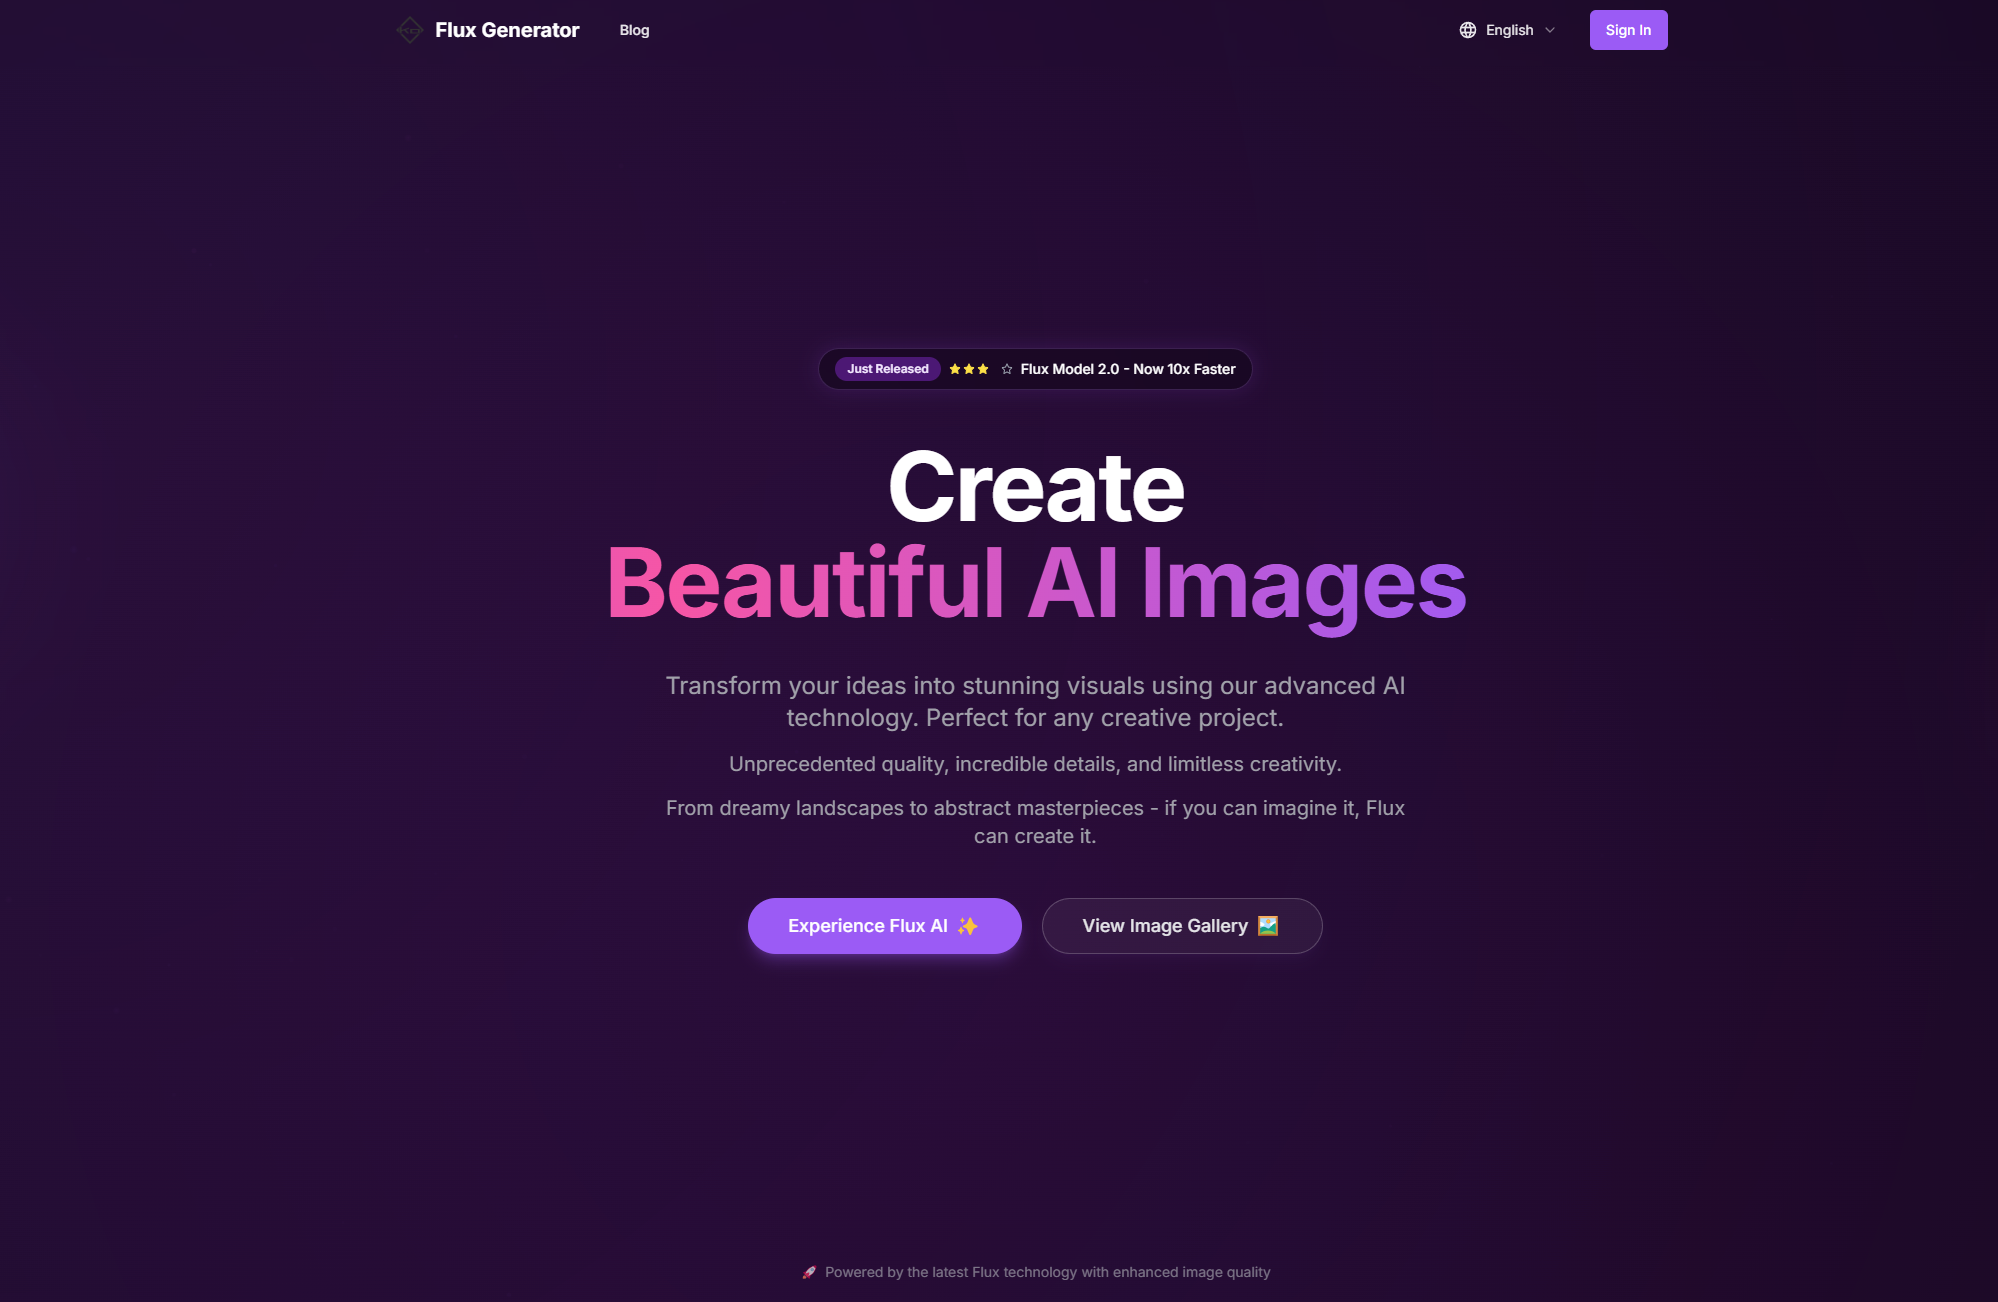 Flux Generator
Blog
English
Sign In
Just Released
Flux Model 2.0 - Now 10x Faster
Create
Beautiful AI Images
Transform your ideas into stunning visuals using our advanced AI
technology. Perfect for any creative project.
Unprecedented quality, incredible details, and limitless creativity.
From dreamy landscapes to abstract masterpieces - if you can imagine it, Flux
can create it.
Experience Flux AI ✨
View Image Gallery 🖼️
🚀 Powered by the latest Flux technology with enhanced image quality